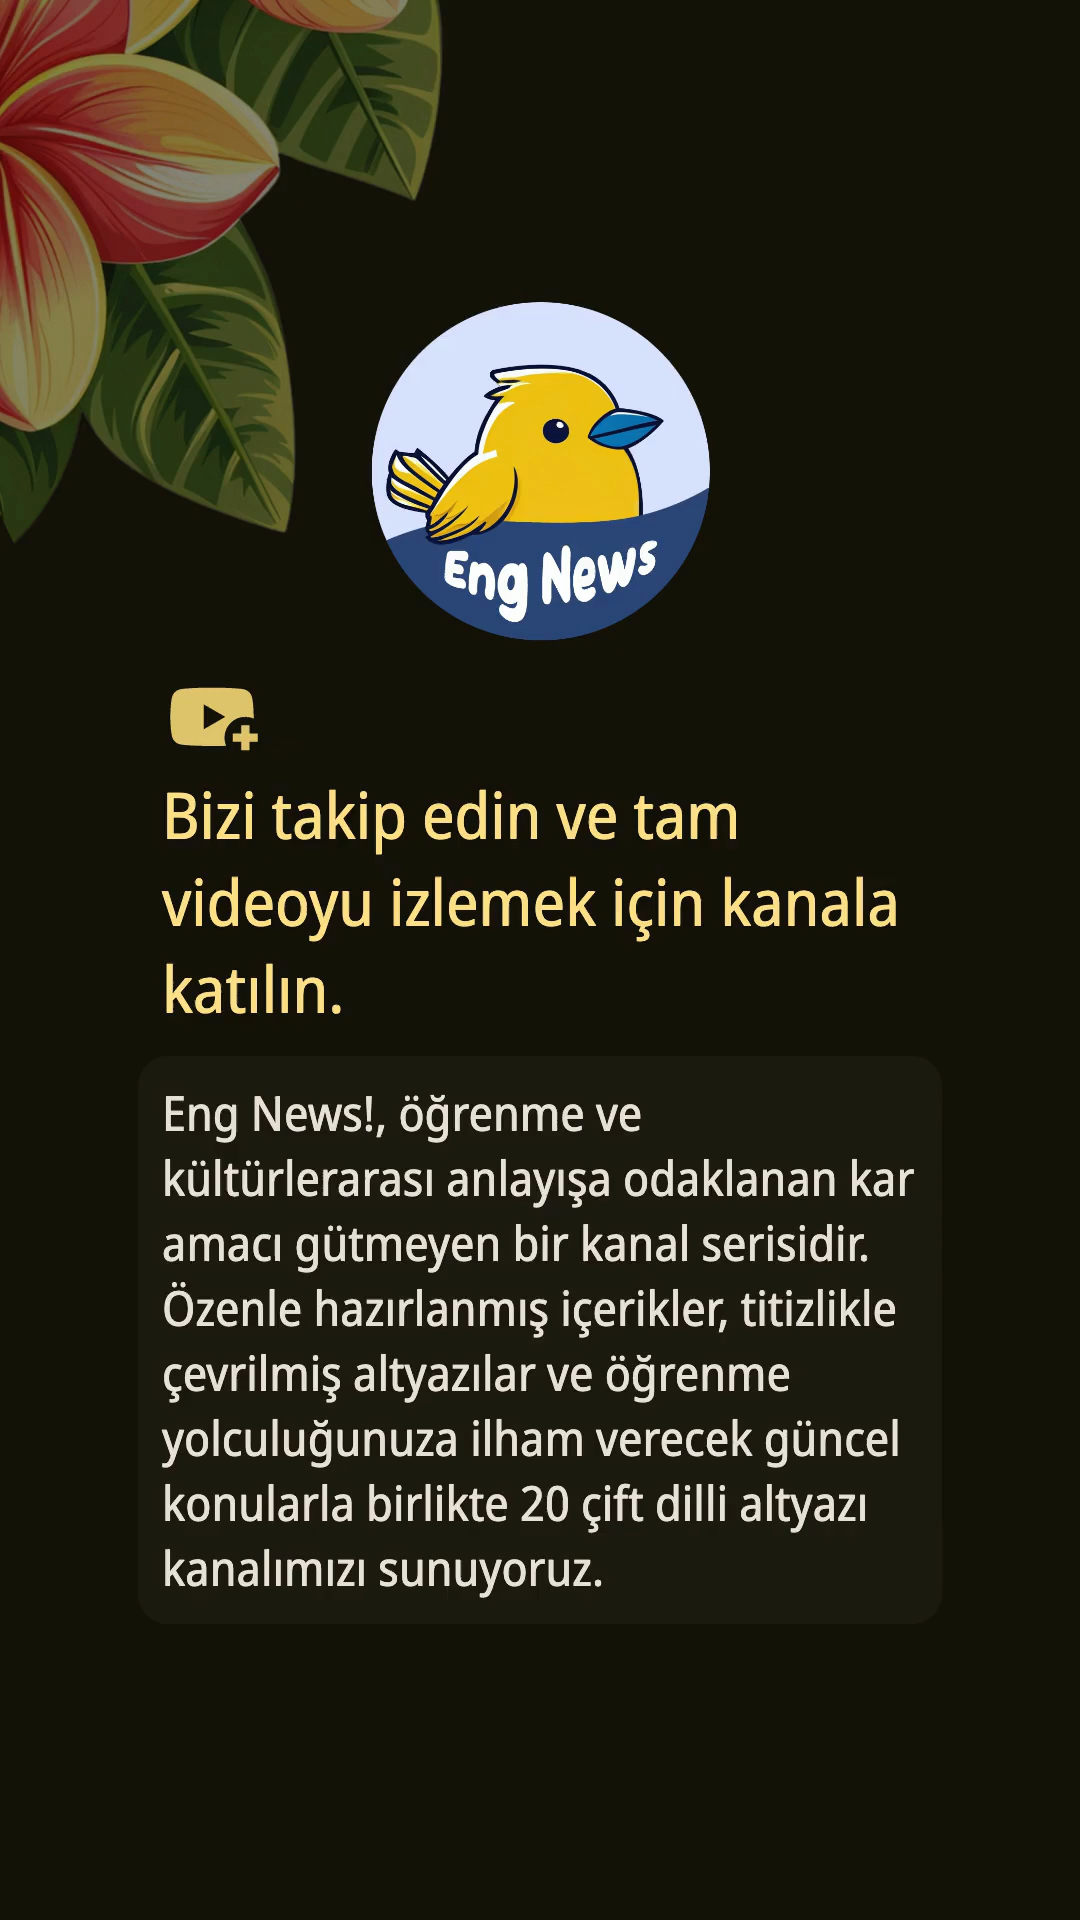 Eng News
Bizi takip edin ve tam
videoyu izlemek için kanala
katılın.
Eng News!, öğrenme ve
kültürlerarası anlayışa odaklanan kar
amacı gütmeyen bir kanal serisidir.
Özenle hazırlanmış içerikler, titizlikle
çevrilmiş altyazılar ve öğrenme
yolculuğunuza ilham verecek güncel
konularla birlikte 20 çift dilli altyazı
kanalımızı sunuyoruz.